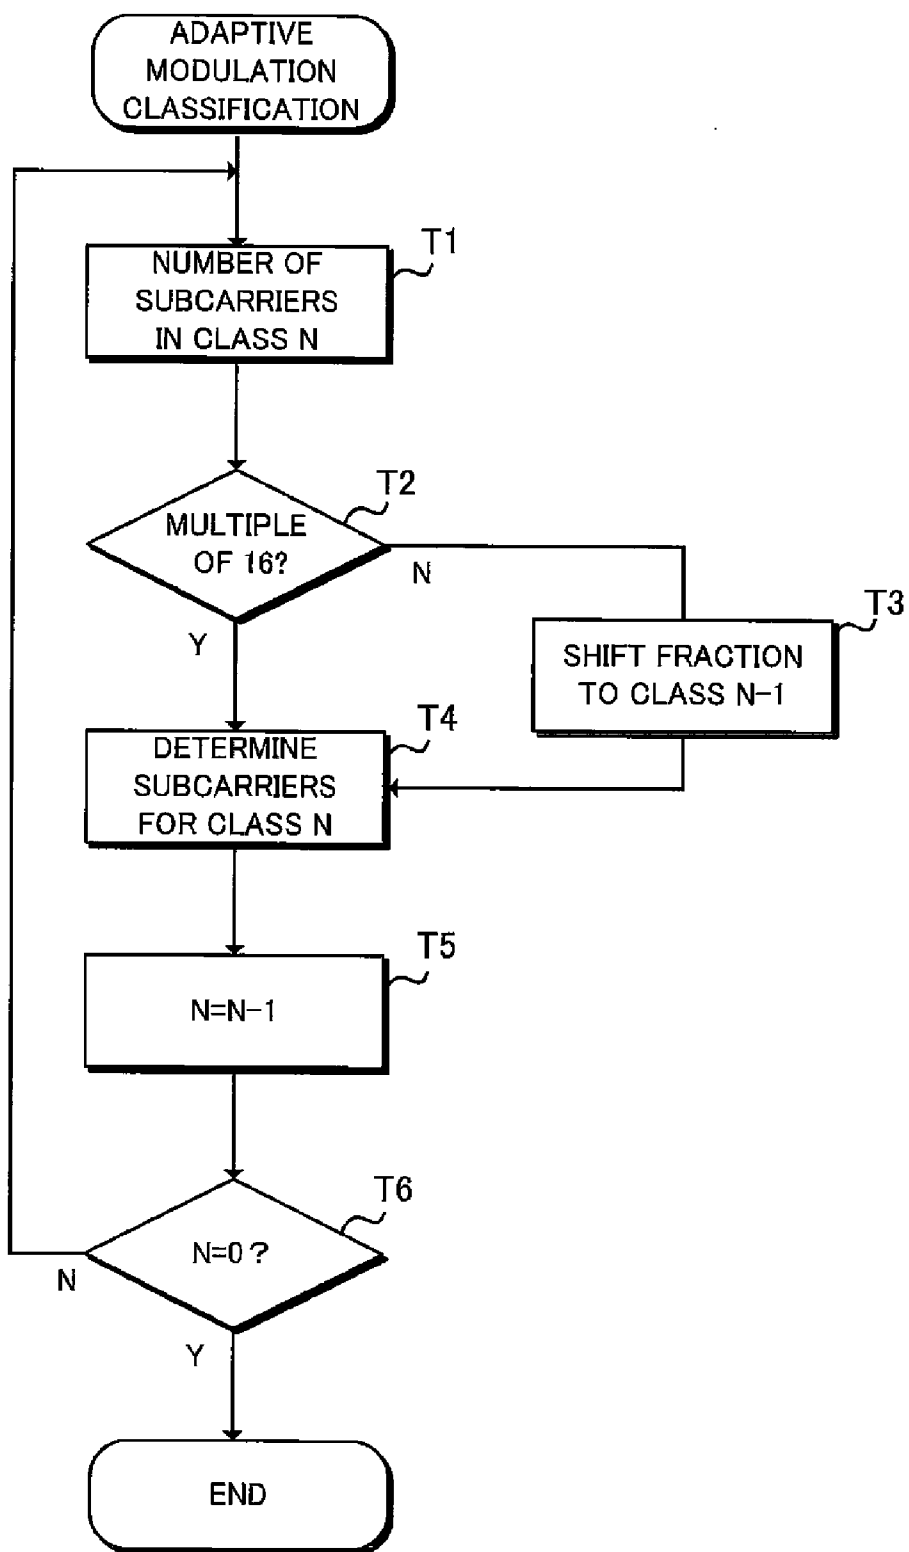 ADAPTIVE
MODULATION
CLASSIFICATION
T1
NUMBER OF
SUBCARRIERS
IN CLASS N
T2
MULTIPLE
OF 16?
N
Y
T3
SHIFT FRACTION
TO CLASS N-1
T4
DETERMINE
SUBCARRIERS
FOR CLASS N
T5
N=N-1
T6
N=0?
N
Y
END